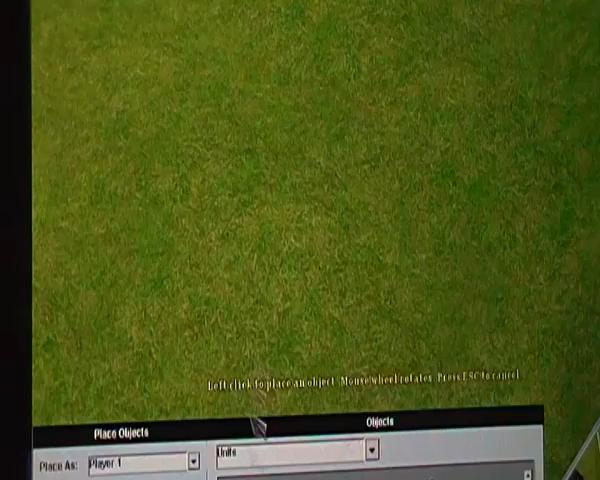 Left click to place an object. Mouse wheel rotates. Press ESC to cancel
Place Objects
Objects
Place As:
Player 1
Units